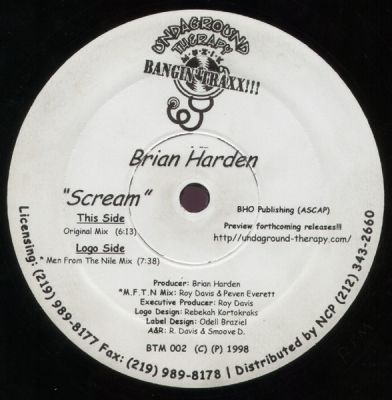 UNDAGROUND
THERAPY
MUZIK
BANGIN' TRAXX!!!
Brian Harden
"Scream"
This Side
Original Mix (6:13)
Logo Side
* Men From The Nile Mix (7:38)
BHO Publishing (ASCAP)
Preview forthcoming releases!!!
http//undaground-therapy.com/
Producer: Brian Harden
*M.F.T.N Mix: Roy Davis & Peven Everett
Executive Producer: Roy Davis
Logo Design: Rebekah Kortokraks
Label Design: Odell Braziel
A&R: R. Davis & Smoove D.
BTM 002 (C) (P) 1998
Licensing: (219) 989-8177 Fax: (219) 989-8178 | Distributed by NCP (212) 343-2660